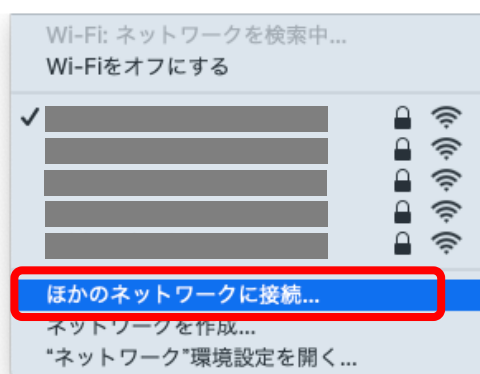 Wi-Fi: ネットワークを検索中...
Wi-Fiをオフにする
ほかのネットワークに接続...
ネットワークを作成...
“ネットワーク”環境設定を開く...